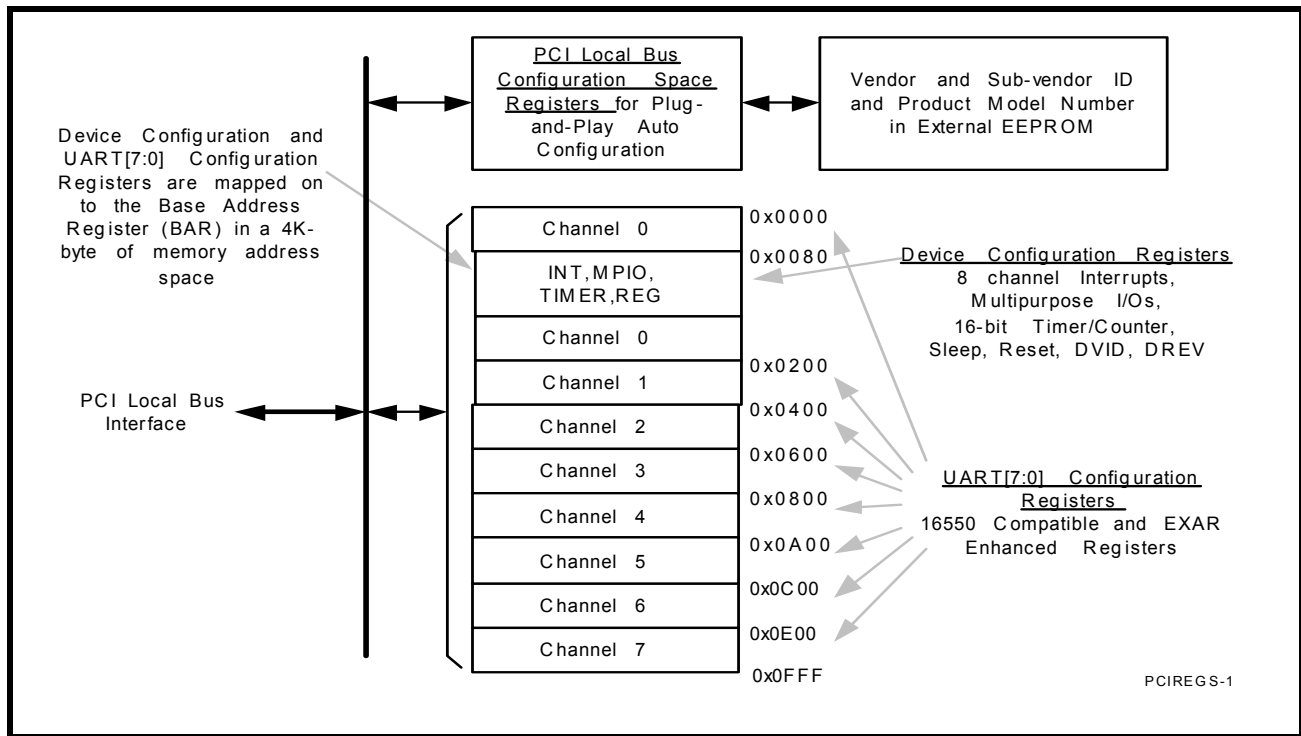 PCI Local Bus
Configuration Space
Registers for Plug-
and-Play Auto
Configuration
Vendor and Sub-vendor ID
and Product Model Number
in External EEPROM
Device Configuration and
UART[7:0] Configuration
Registers are mapped on
to the Base Address
Register (BAR) in a 4K-
byte of memory address
space
PCI Local Bus
Interface
Channel 0
INT,MPIO,
TIMER,REG
Channel 0
Channel 1
Channel 2
Channel 3
Channel 4
Channel 5
Channel 6
Channel 7
0x0000
0x0080
0x0200
0x0400
0x0600
0x0800
0x0A00
0x0C00
0x0E00
0x0FFF
Device Configuration Registers
8 channel Interrupts,
Multipurpose I/Os,
16-bit Timer/Counter,
Sleep, Reset, DVID, DREV
UART[7:0] Configuration
Registers
16550 Compatible and EXAR
Enhanced Registers
PCIREGS-1